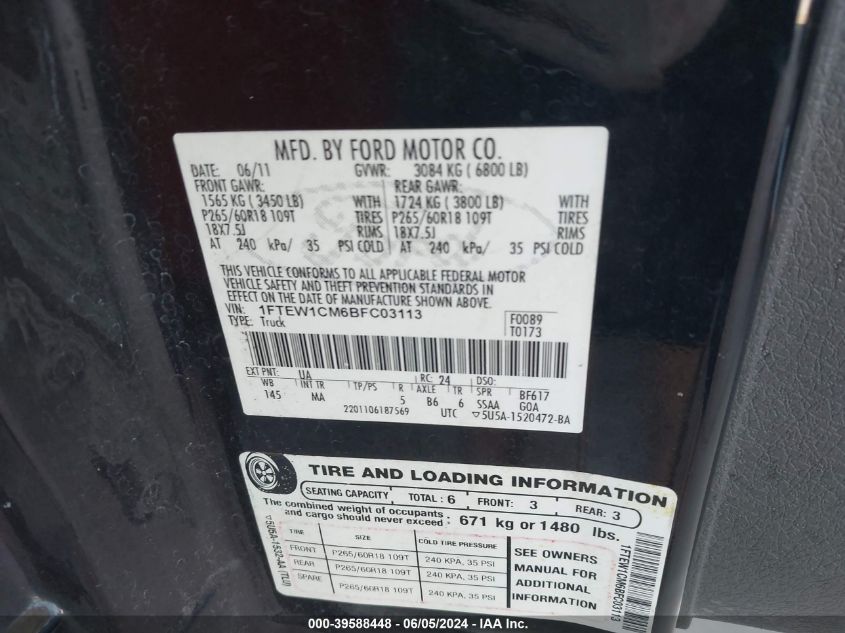 MFD. BY FORD MOTOR CO.
DATE: 06/11 GVWR: 3084 KG ( 6800 LB)
FRONT GAWR: REAR GAWR:
1565 KG ( 3450 LB) WITH 1724 KG ( 3800 LB) WITH
P265/60R18 109T TIRES P265/60R18 109T TIRES
18X7.5J RIMS 18X7.5J RIMS
AT 240 kPa/ 35 PSI COLD AT 240 kPa/ 35 PSI COLD
THIS VEHICLE CONFORMS TO ALL APPLICABLE FEDERAL MOTOR
VEHICLE SAFETY AND THEFT PREVENTION STANDARDS IN
EFFECT ON THE DATE OF MANUFACTURE SHOWN ABOVE.
VIN: 1FTEW1CM6BFC03113 F0089
TYPE: Truck T0173
EXT PNT: UA RC: 24 DSO:
WB INT TR TP/PS R AXLE TR SPR BF617
145 MA 5 B6 6 SSAA GOA
2201106187569 UTC ▽5U5A-1520472-BA
TIRE AND LOADING INFORMATION
SEATING CAPACITY TOTAL : 6 FRONT: 3 REAR: 3
The combined weight of occupants
and cargo should never exceed : 671 kg or 1480 lbs.
TIRE SIZE COLD TIRE PRESSURE
FRONT P265/60R18 109T 240 KPA, 35 PSI
REAR P265/60R18 109T 240 KPA, 35 PSI
SPARE P265/60R18 109T 240 KPA, 35 PSI
SEE OWNERS
MANUAL FOR
ADDITIONAL
INFORMATION
▽5U5A-1532-AA (TLU)
1FTEW1CM6BFC03113
000-39588448 - 06/05/2024 - IAA Inc.